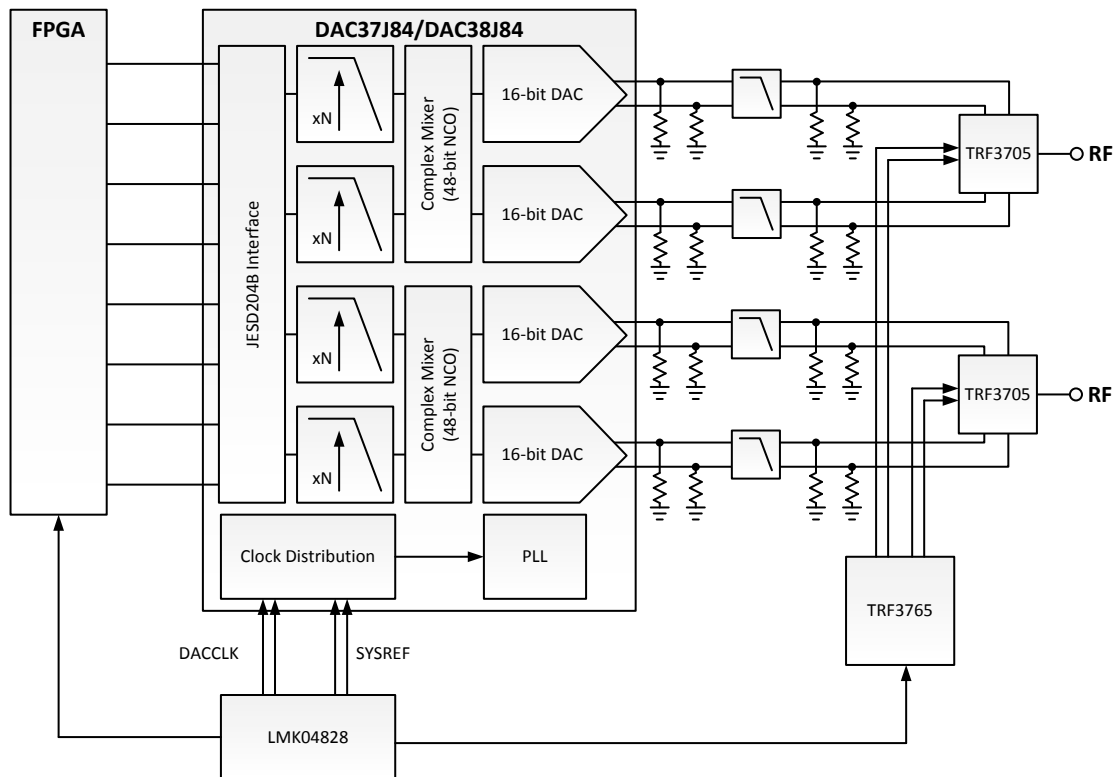 FPGA
DAC37J84/DAC38J84
JESD204B Interface
xN
Complex Mixer
(48-bit NCO)
16-bit DAC
xN
16-bit DAC
xN
Complex Mixer
(48-bit NCO)
16-bit DAC
xN
16-bit DAC
TRF3705
RF
TRF3705
RF
Clock Distribution
PLL
TRF3765
DACCLK
SYSREF
LMK04828